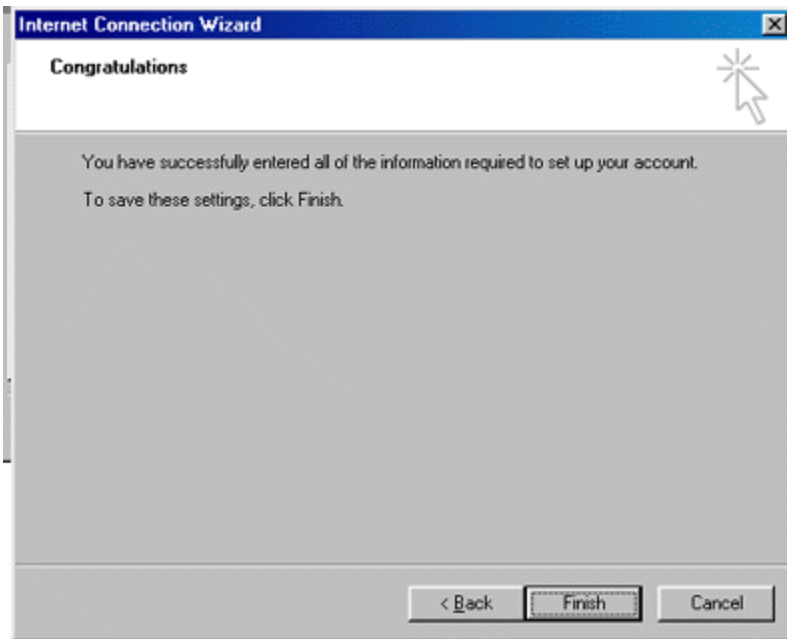 Internet Connection Wizard
Congratulations
You have successfully entered all of the information required to set up your account.
To save these settings, click Finish.
< Back
Finish
Cancel